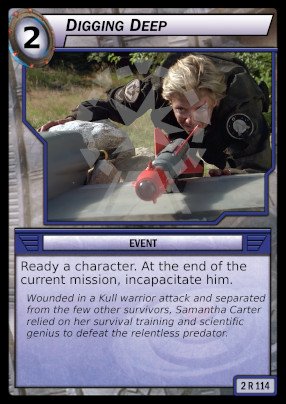 2
DIGGING DEEP
EVENT
Ready a character. At the end of the
current mission, incapacitate him.
Wounded in a Kull warrior attack and separated
from the few other survivors, Samantha Carter
relied on her survival training and scientific
genius to defeat the relentless predator.
2 R 114